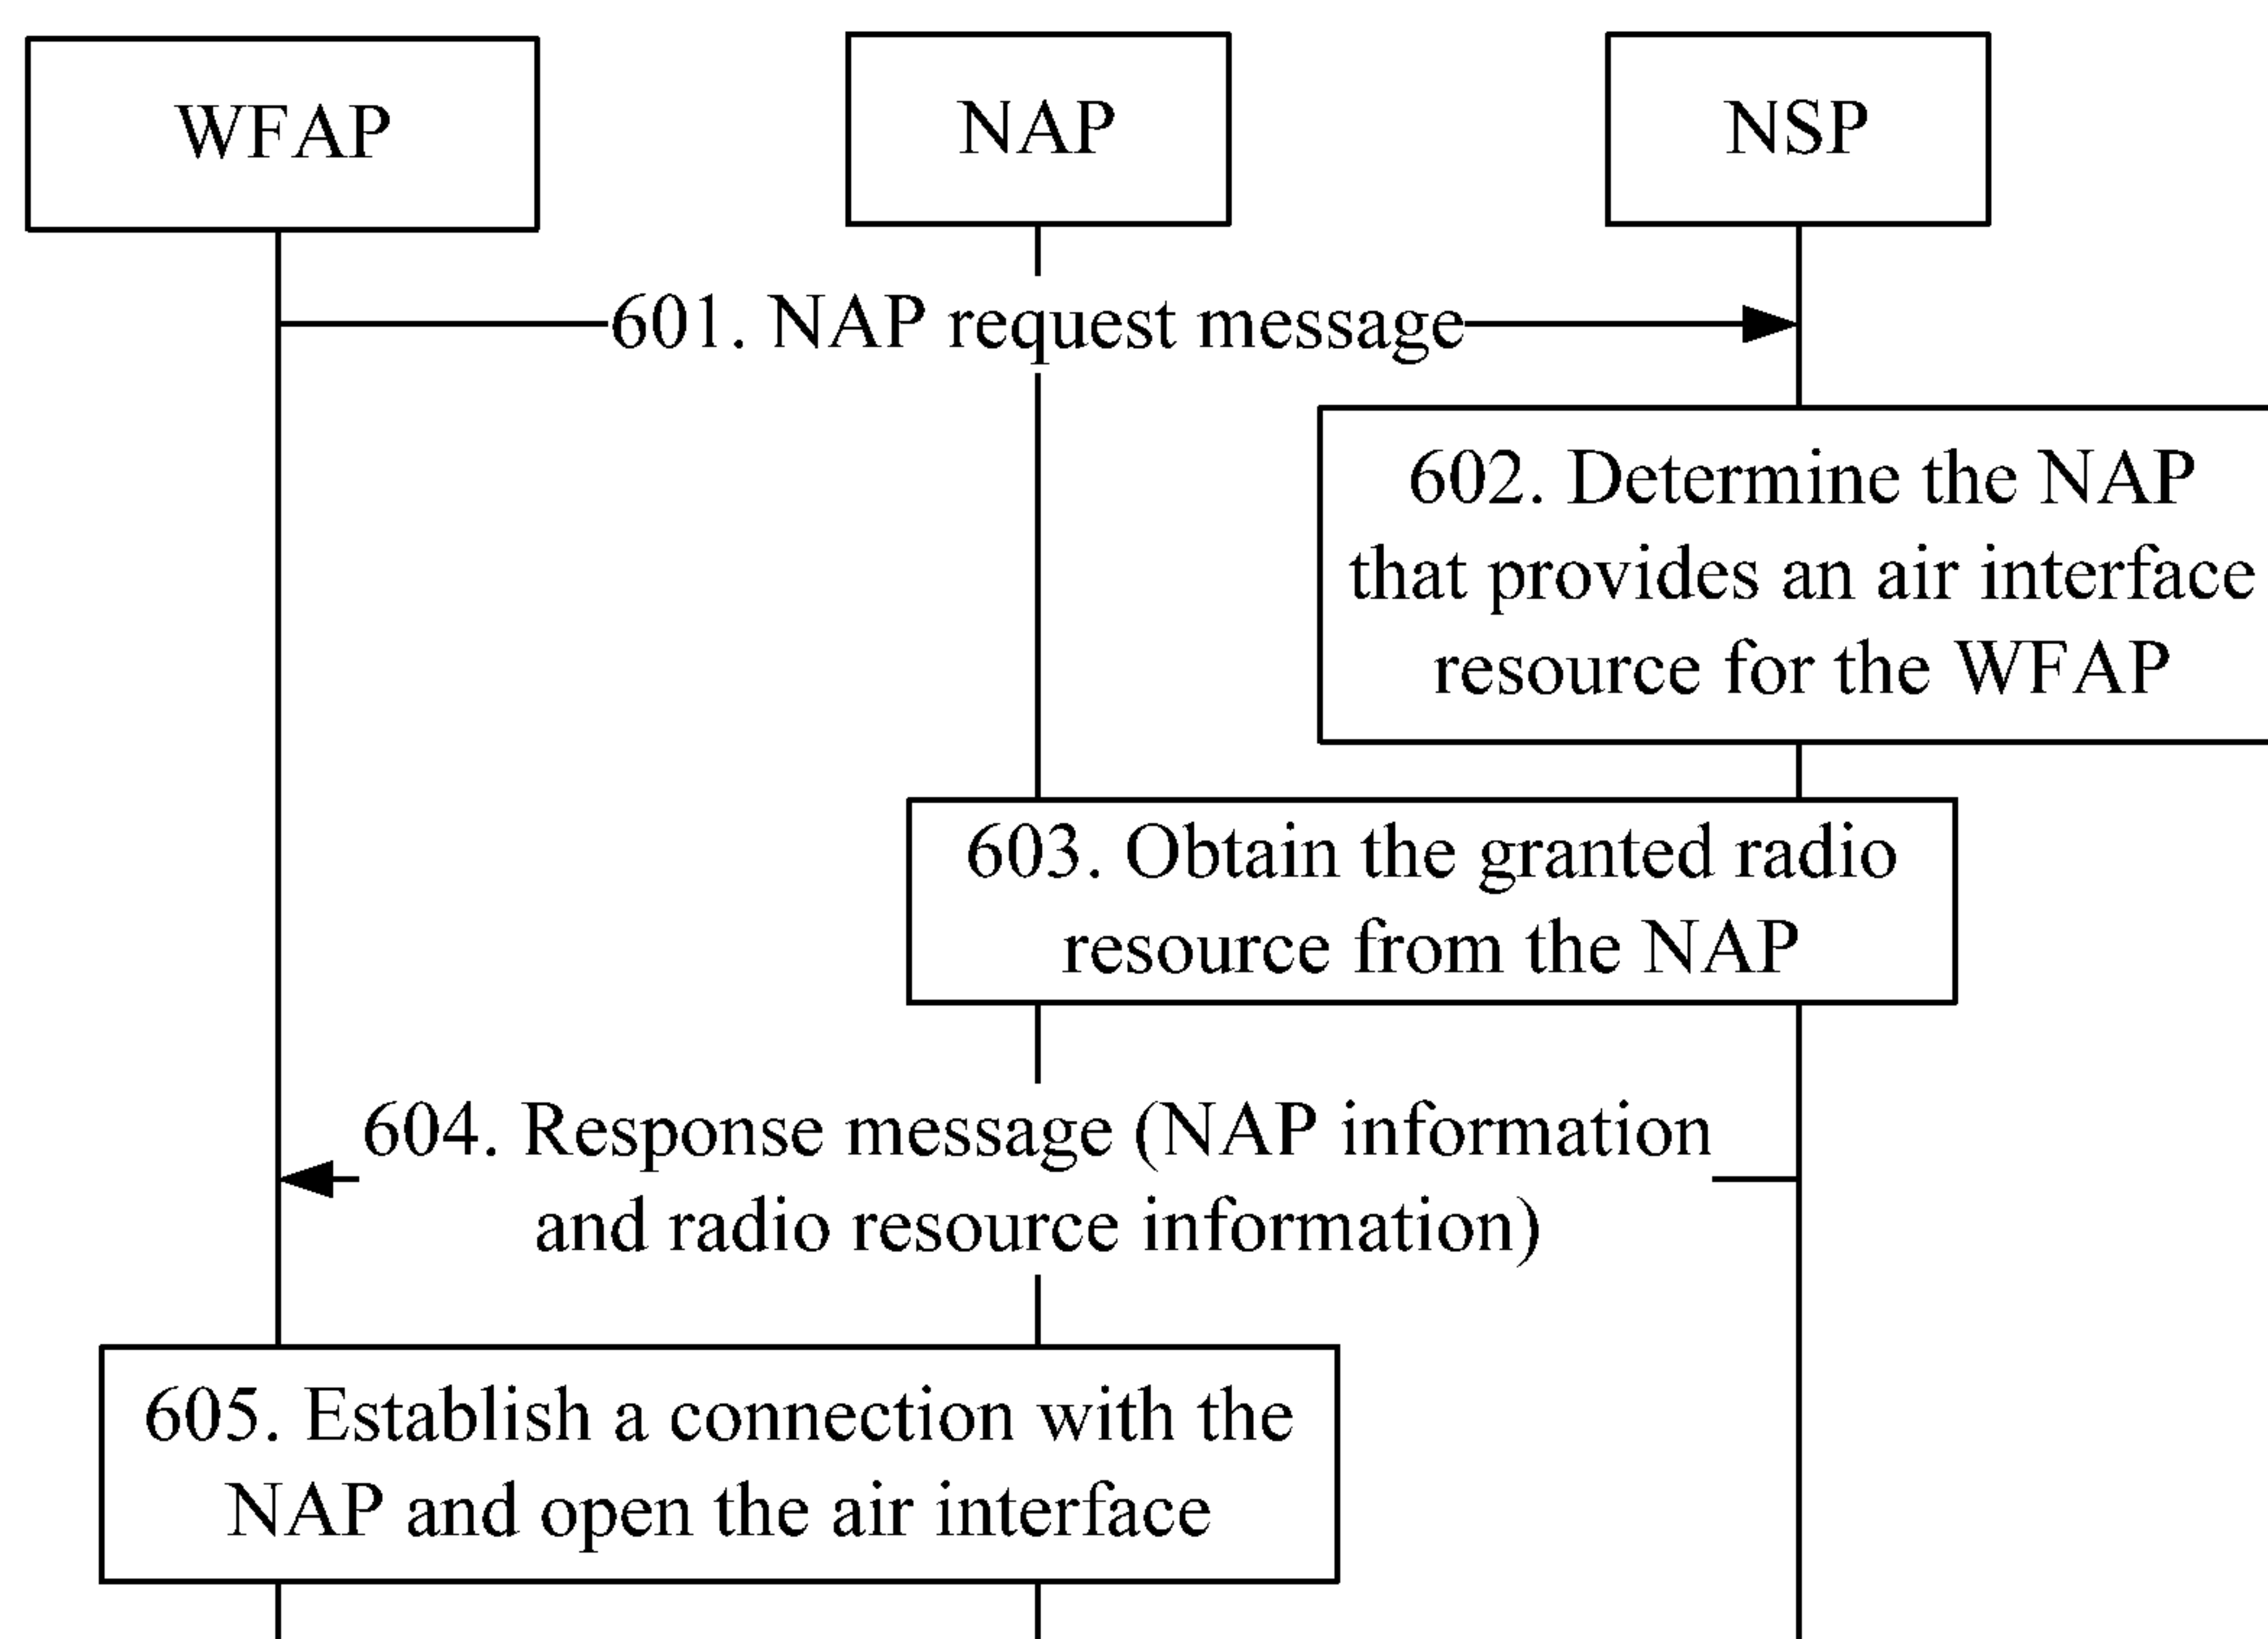 WFAP
NAP
NSP
601. NAP request message
602. Determine the NAP
that provides an air interface
resource for the WFAP
603. Obtain the granted radio
resource from the NAP
604. Response message (NAP information
and radio resource information)
605. Establish a connection with the
NAP and open the air interface